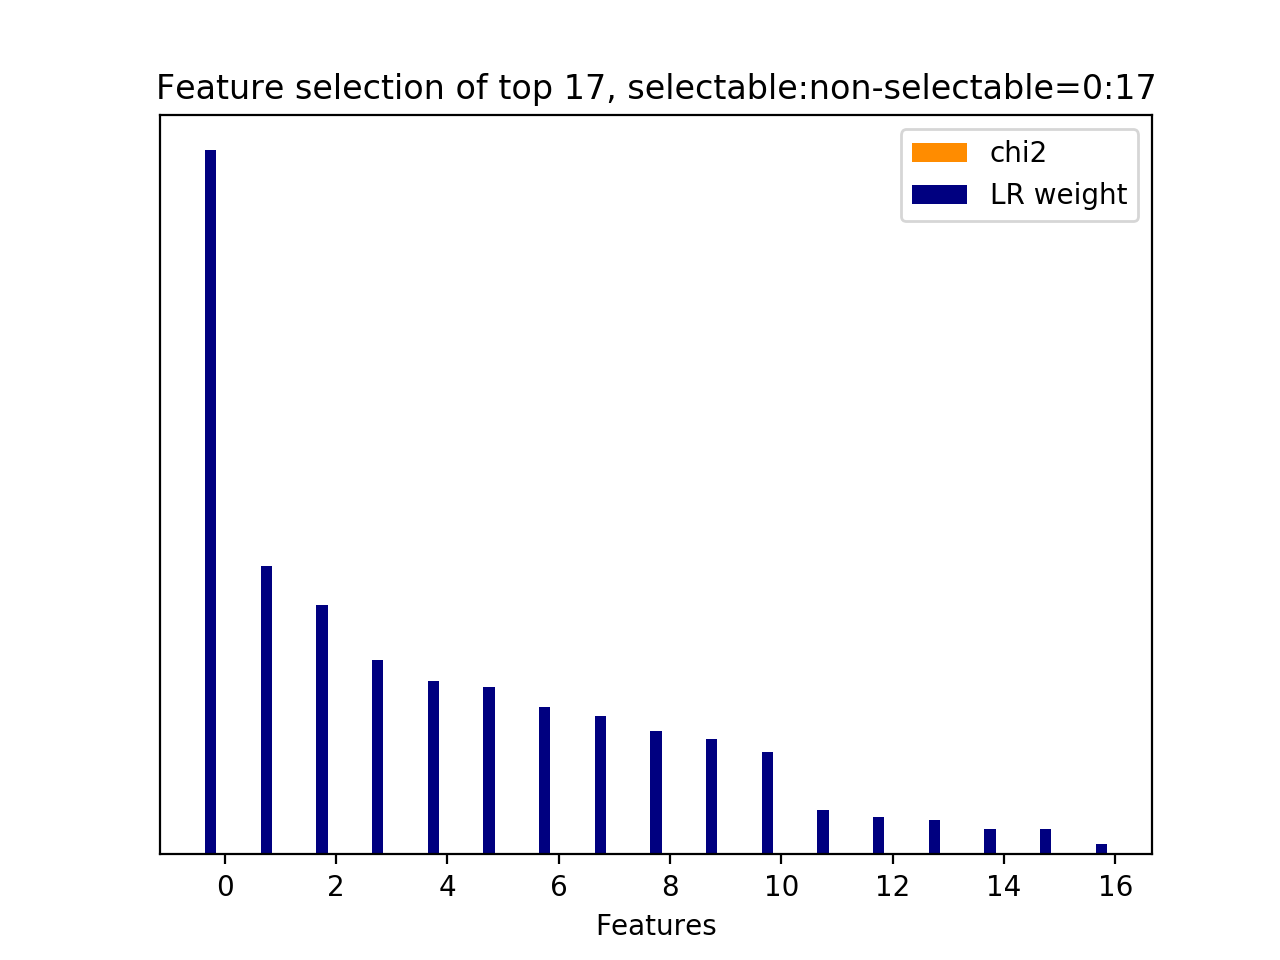 Feature selection of top 17, selectable:non-selectable=0:17
chi2
LR weight
0 2 4 6 8 10 12 14 16
Features